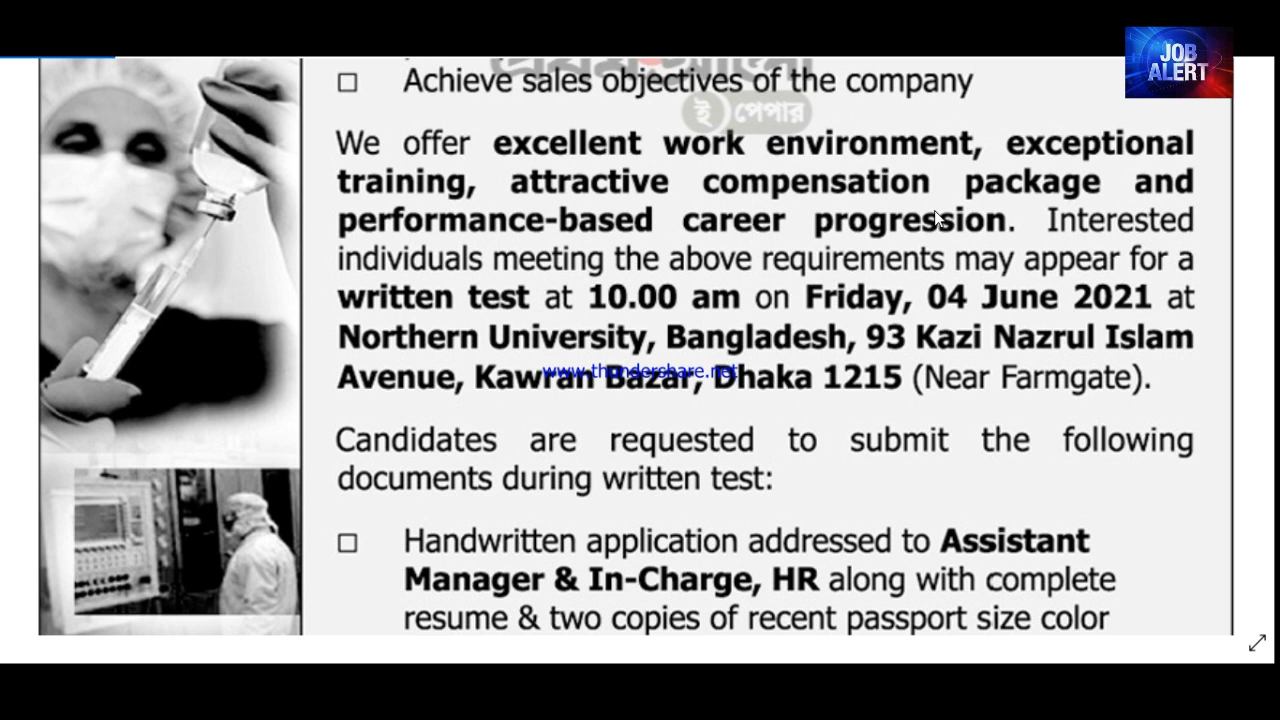 JOB
ALERT
□ Achieve sales objectives of the company
ই পেপার
We offer excellent work environment, exceptional
training, attractive compensation package and
performance-based career progression. Interested
individuals meeting the above requirements may appear for a
written test at 10.00 am on Friday, 04 June 2021 at
Northern University, Bangladesh, 93 Kazi Nazrul Islam
www.thundershare.net
Avenue, Kawran Bazar, Dhaka 1215 (Near Farmgate).
Candidates are requested to submit the following
documents during written test:
□ Handwritten application addressed to Assistant
Manager & In-Charge, HR along with complete
resume & two copies of recent passport size color